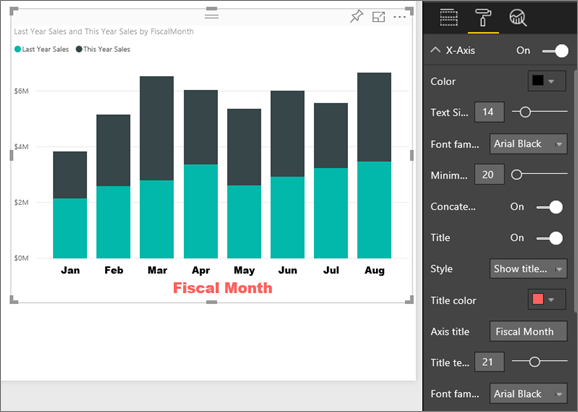 Last Year Sales and This Year Sales by FiscalMonth
Last Year Sales This Year Sales
$6M
$4M
$2M
$0M
Jan Feb Mar Apr May Jun Jul Aug
Fiscal Month
X-Axis On
Color
Text Si... 14
Font fam... Arial Black
Minim... 20
Concate... On
Title On
Style Show title...
Title color
Axis title Fiscal Month
Title te... 21
Font fam... Arial Black